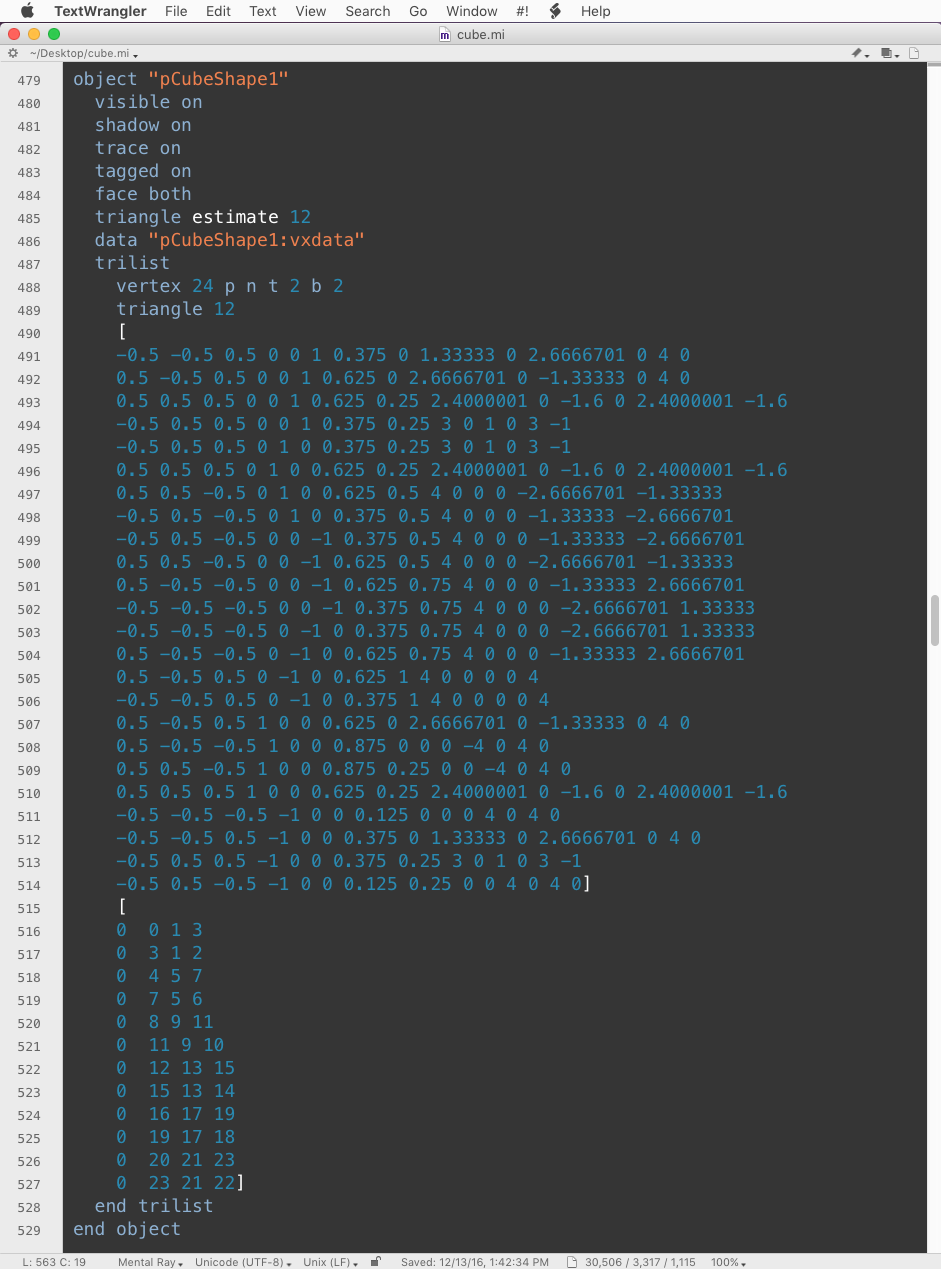 TextWrangler File Edit Text View Search Go Window #! Help
cube.mi
~/Desktop/cube.mi
479 object "pCubeShape1"
480 visible on
481 shadow on
482 trace on
483 tagged on
484 face both
485 triangle estimate 12
486 data "pCubeShape1:vxdata"
487 trilist
488 vertex 24 p n t 2 b 2
489 triangle 12
490 [
491 -0.5 -0.5 0.5 0 0 1 0.375 0 1.33333 0 2.6666701 0 4 0
492 0.5 -0.5 0.5 0 0 1 0.625 0 2.6666701 0 -1.33333 0 4 0
493 0.5 0.5 0.5 0 0 1 0.625 0.25 2.4000001 0 -1.6 0 2.4000001 -1.6
494 -0.5 0.5 0.5 0 0 1 0.375 0.25 3 0 1 0 3 -1
495 -0.5 0.5 0.5 0 1 0 0.375 0.25 3 0 1 0 3 -1
496 0.5 0.5 0.5 0 1 0 0.625 0.25 2.4000001 0 -1.6 0 2.4000001 -1.6
497 0.5 0.5 -0.5 0 1 0 0.625 0.5 4 0 0 0 -2.6666701 -1.33333
498 -0.5 0.5 -0.5 0 1 0 0.375 0.5 4 0 0 0 -1.33333 -2.6666701
499 -0.5 0.5 -0.5 0 0 -1 0.375 0.5 4 0 0 0 -1.33333 -2.6666701
500 0.5 0.5 -0.5 0 0 -1 0.625 0.5 4 0 0 0 -2.6666701 -1.33333
501 0.5 -0.5 -0.5 0 0 -1 0.625 0.75 4 0 0 0 -1.33333 2.6666701
502 -0.5 -0.5 -0.5 0 0 -1 0.375 0.75 4 0 0 0 -2.6666701 1.33333
503 -0.5 -0.5 -0.5 0 -1 0 0.375 0.75 4 0 0 0 -2.6666701 1.33333
504 0.5 -0.5 -0.5 0 -1 0 0.625 0.75 4 0 0 0 -1.33333 2.6666701
505 0.5 -0.5 0.5 0 -1 0 0.625 1 4 0 0 0 0 4
506 -0.5 -0.5 0.5 0 -1 0 0.375 1 4 0 0 0 0 4
507 0.5 -0.5 0.5 1 0 0 0.625 0 2.6666701 0 -1.33333 0 4 0
508 0.5 -0.5 -0.5 1 0 0 0.875 0 0 0 -4 0 4 0
509 0.5 0.5 -0.5 1 0 0 0.875 0.25 0 0 -4 0 4 0
510 0.5 0.5 0.5 1 0 0 0.625 0.25 2.4000001 0 -1.6 0 2.4000001 -1.6
511 -0.5 -0.5 -0.5 -1 0 0 0.125 0 0 0 4 0 4 0
512 -0.5 -0.5 0.5 -1 0 0 0.375 0 1.33333 0 2.6666701 0 4 0
513 -0.5 0.5 0.5 -1 0 0 0.375 0.25 3 0 1 0 3 -1
514 -0.5 0.5 -0.5 -1 0 0 0.125 0.25 0 0 4 0 4 0]
515 [
516 0 0 1 3
517 0 3 1 2
518 0 4 5 7
519 0 7 5 6
520 0 8 9 11
521 0 11 9 10
522 0 12 13 15
523 0 15 13 14
524 0 16 17 19
525 0 19 17 18
526 0 20 21 23
527 0 23 21 22]
528 end trilist
529 end object
L: 563 C: 19 Mental Ray Unicode (UTF-8) Unix (LF) Saved: 12/13/16, 1:42:34 PM 30,506 / 3,317 / 1,115 100%